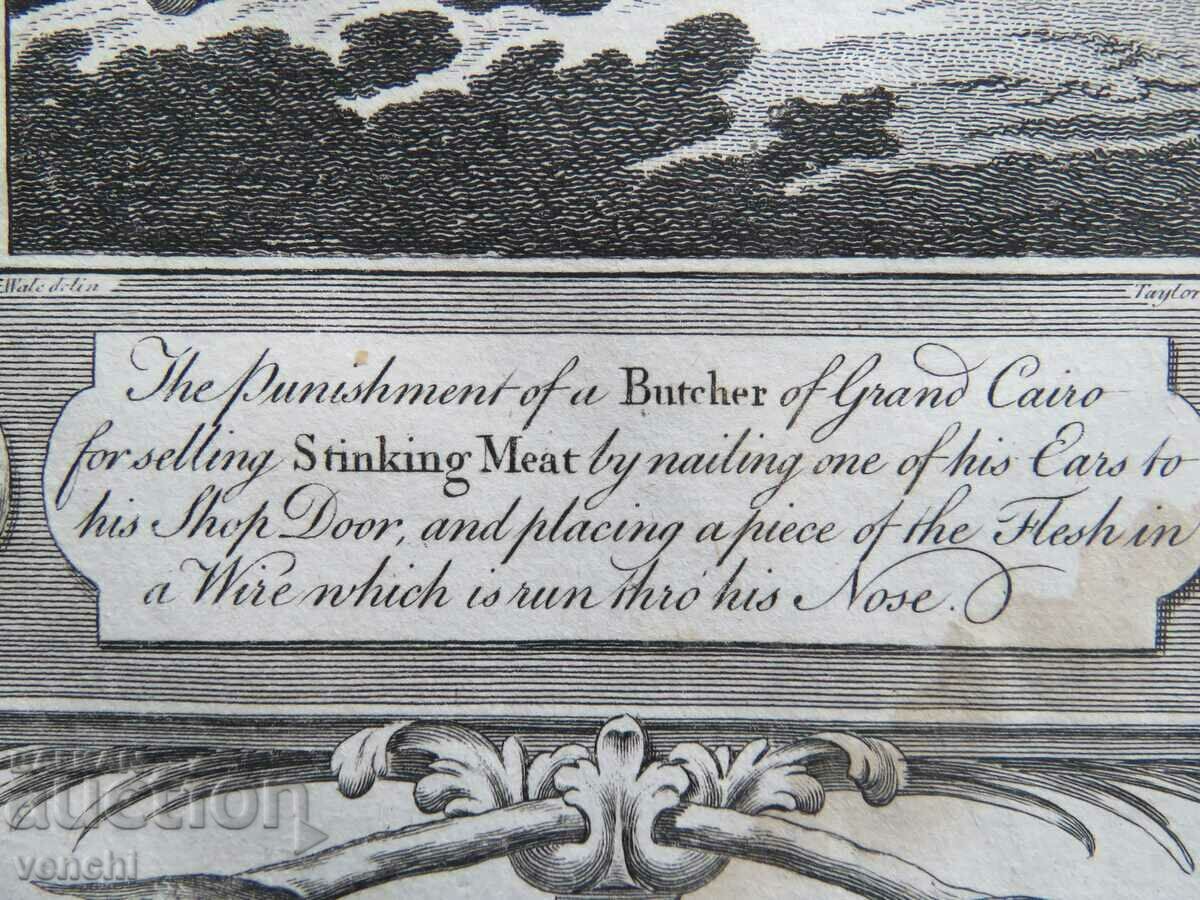 Wale delin
Taylor
The Punishment of a Butcher of Grand Cairo
for selling Stinking Meat by nailing one of his Ears to
his Shop Door, and placing a piece of the Flesh in
a Wire which is run thro' his Nose.
BALKAN
auction
venchi